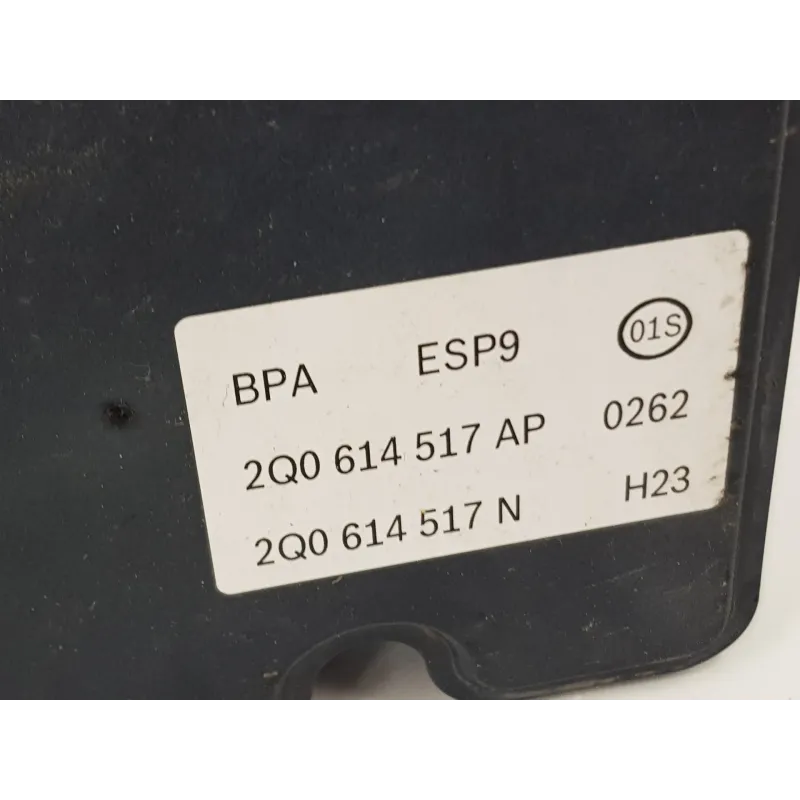 BPA ESP9 01S
2Q0 614 517 AP 0262
2Q0 614 517 N H23